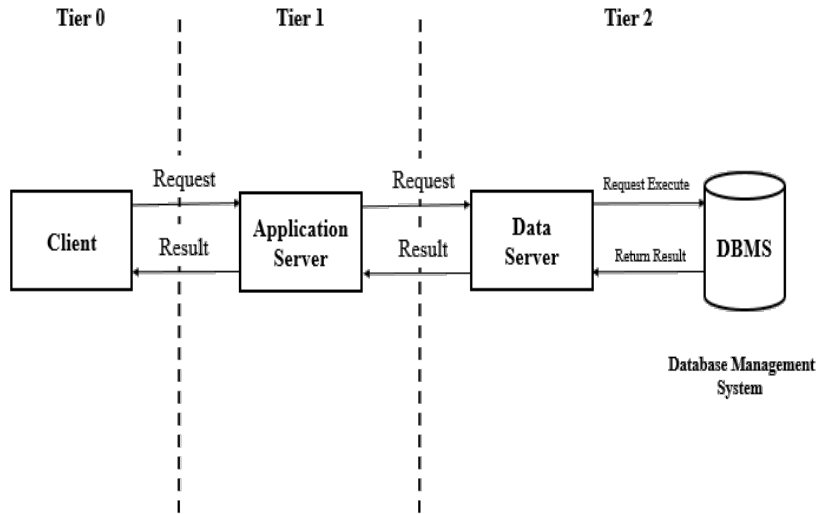 Tier 0
Tier 1
Tier 2
Request
Request
Request Execute
Client
Application
Server
Data
Server
DBMS
Result
Result
Return Result
Database Management
System